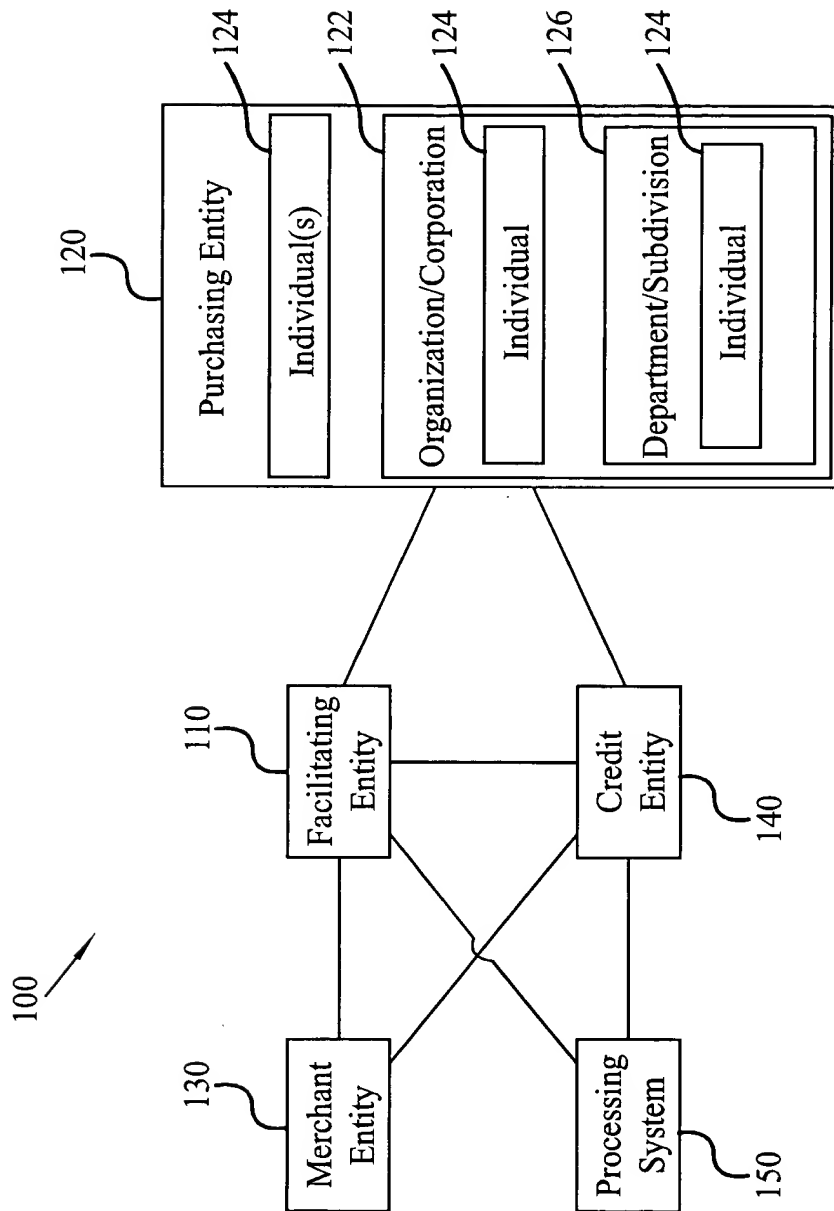 100
130
Merchant
Entity
110
Facilitating
Entity
120
Purchasing Entity
124
Individual(s)
122
Organization/Corporation
124
Individual
126
Department/Subdivision
124
Individual
Processing
System
150
Credit
Entity
140